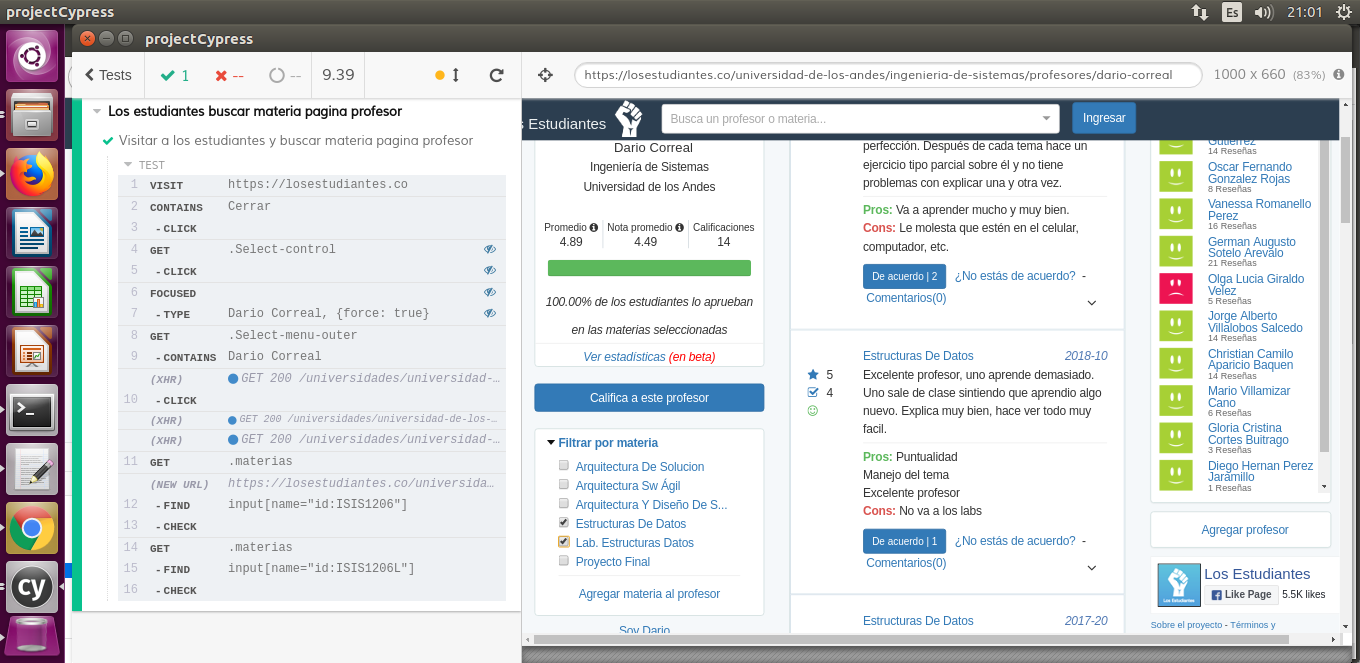 projectCypress
Es
21:01
projectCypress
Tests
1
--
--
9.39
https://losestudiantes.co/universidad-de-los-andes/ingenieria-de-sistemas/profesores/dario-correal
1000 x 660 (83%)
Los estudiantes buscar materia pagina profesor
Visitar a los estudiantes y buscar materia pagina profesor
TEST
1 VISIT https://losestudiantes.co
2 CONTAINS Cerrar
3 - CLICK
4 GET .Select-control
5 - CLICK
6 FOCUSED
7 - TYPE Dario Correal, {force: true}
8 GET .Select-menu-outer
9 - CONTAINS Dario Correal
(XHR) GET 200 /universidades/universidad-…
10 - CLICK
(XHR) GET 200 /universidades/universidad-de-los-…
(XHR) GET 200 /universidades/universidad-…
11 GET .materias
(NEW URL) https://losestudiantes.co/universida…
12 - FIND input[name="id:ISIS1206"]
13 - CHECK
14 GET .materias
15 - FIND input[name="id:ISIS1206L"]
16 - CHECK
cy
s Estudiantes
Busca un profesor o materia...
Ingresar
Dario Correal
Ingeniería de Sistemas
Universidad de los Andes
Promedio Nota promedio Calificaciones
4.89 4.49 14
100.00% de los estudiantes lo aprueban
en las materias seleccionadas
Ver estadísticas (en beta)
Califica a este profesor
Filtrar por materia
Arquitectura De Solucion
Arquitectura Sw Ágil
Arquitectura Y Diseño De S...
Estructuras De Datos
Lab. Estructuras Datos
Proyecto Final
Agregar materia al profesor
Soy Dario
perfección. Después de cada tema hace un
ejercicio tipo parcial sobre él y no tiene
problemas con explicar una y otra vez.
Pros: Va a aprender mucho y muy bien.
Cons: Le molesta que estén en el celular,
computador, etc.
De acuerdo | 2 ¿No estás de acuerdo? -
Comentarios(0)
Estructuras De Datos 2018-10
5
4
Excelente profesor, uno aprende demasiado.
Uno sale de clase sintiendo que aprendio algo
nuevo. Explica muy bien, hace ver todo muy
facil.
Pros: Puntualidad
Manejo del tema
Excelente profesor
Cons: No va a los labs
De acuerdo | 1 ¿No estás de acuerdo? -
Comentarios(0)
Estructuras De Datos 2017-20
Gutierrez
14 Reseñas
Oscar Fernando
Gonzalez Rojas
8 Reseñas
Vanessa Romanello
Perez
16 Reseñas
German Augusto
Sotelo Arevalo
21 Reseñas
Olga Lucia Giraldo
Velez
5 Reseñas
Jorge Alberto
Villalobos Salcedo
14 Reseñas
Christian Camilo
Aparicio Baquen
14 Reseñas
Mario Villamizar
Cano
6 Reseñas
Gloria Cristina
Cortes Buitrago
3 Reseñas
Diego Hernan Perez
Jaramillo
1 Reseñas
Agregar profesor
Los Estudiantes
Los Estudiantes
Like Page 5.5K likes
Sobre el proyecto - Términos y